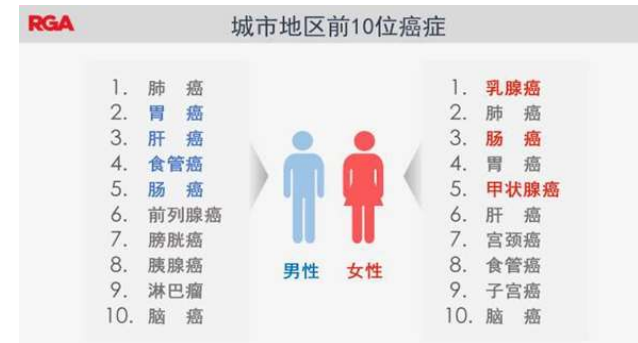 RGA
城市地区前10位癌症
1. 肺 癌
2. 胃 癌
3. 肝 癌
4. 食管癌
5. 肠 癌
6. 前列腺癌
7. 膀胱癌
8. 胰腺癌
9. 淋巴瘤
10. 脑 癌
男性 女性
1. 乳腺癌
2. 肺 癌
3. 肠 癌
4. 胃 癌
5. 甲状腺癌
6. 肝 癌
7. 宫颈癌
8. 食管癌
9. 子宫癌
10. 脑 癌